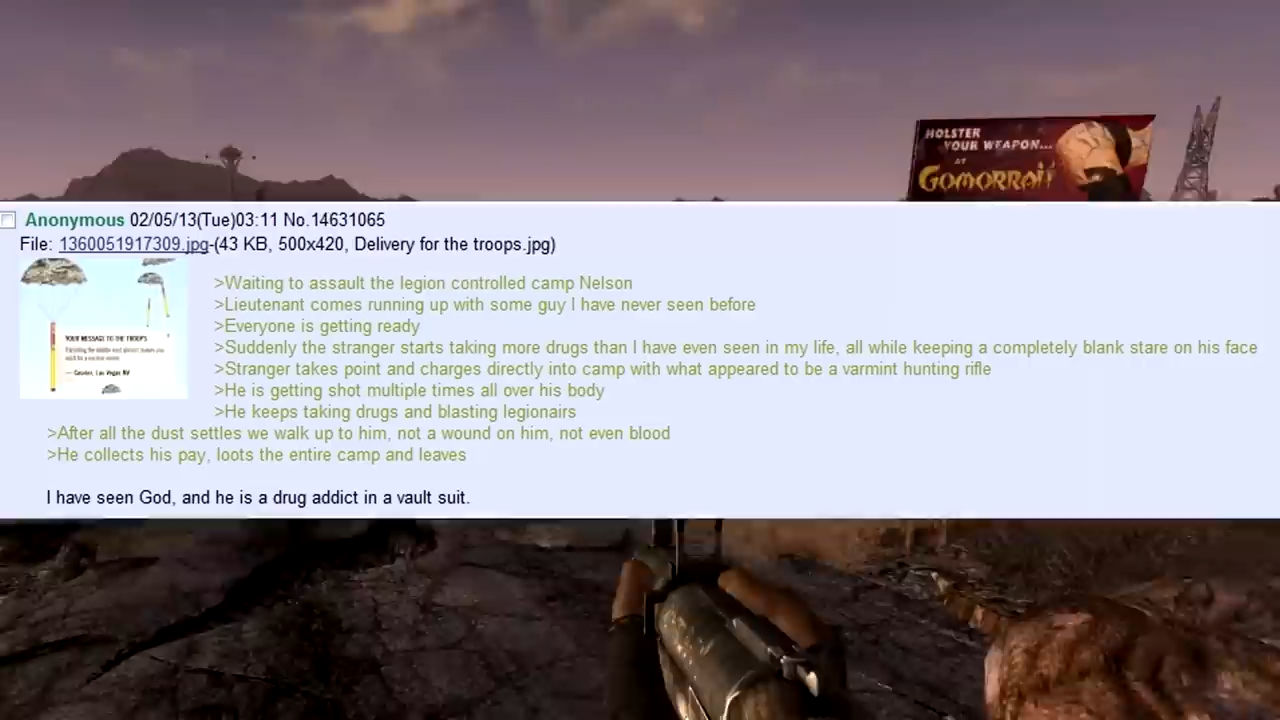 HOLSTER
YOUR WEAPON...
AT
GOMORRAH
Anonymous 02/05/13(Tue)03:11 No.14631065
File: 1360051917309.jpg-(43 KB, 500x420, Delivery for the troops.jpg)
YOUR MESSAGE TO THE TROOPS
>Waiting to assault the legion controlled camp Nelson
>Lieutenant comes running up with some guy I have never seen before
>Everyone is getting ready
>Suddenly the stranger starts taking more drugs than I have even seen in my life, all while keeping a completely blank stare on his face
>Stranger takes point and charges directly into camp with what appeared to be a varmint hunting rifle
>He is getting shot multiple times all over his body
>He keeps taking drugs and blasting legionairs
>After all the dust settles we walk up to him, not a wound on him, not even blood
>He collects his pay, loots the entire camp and leaves
I have seen God, and he is a drug addict in a vault suit.